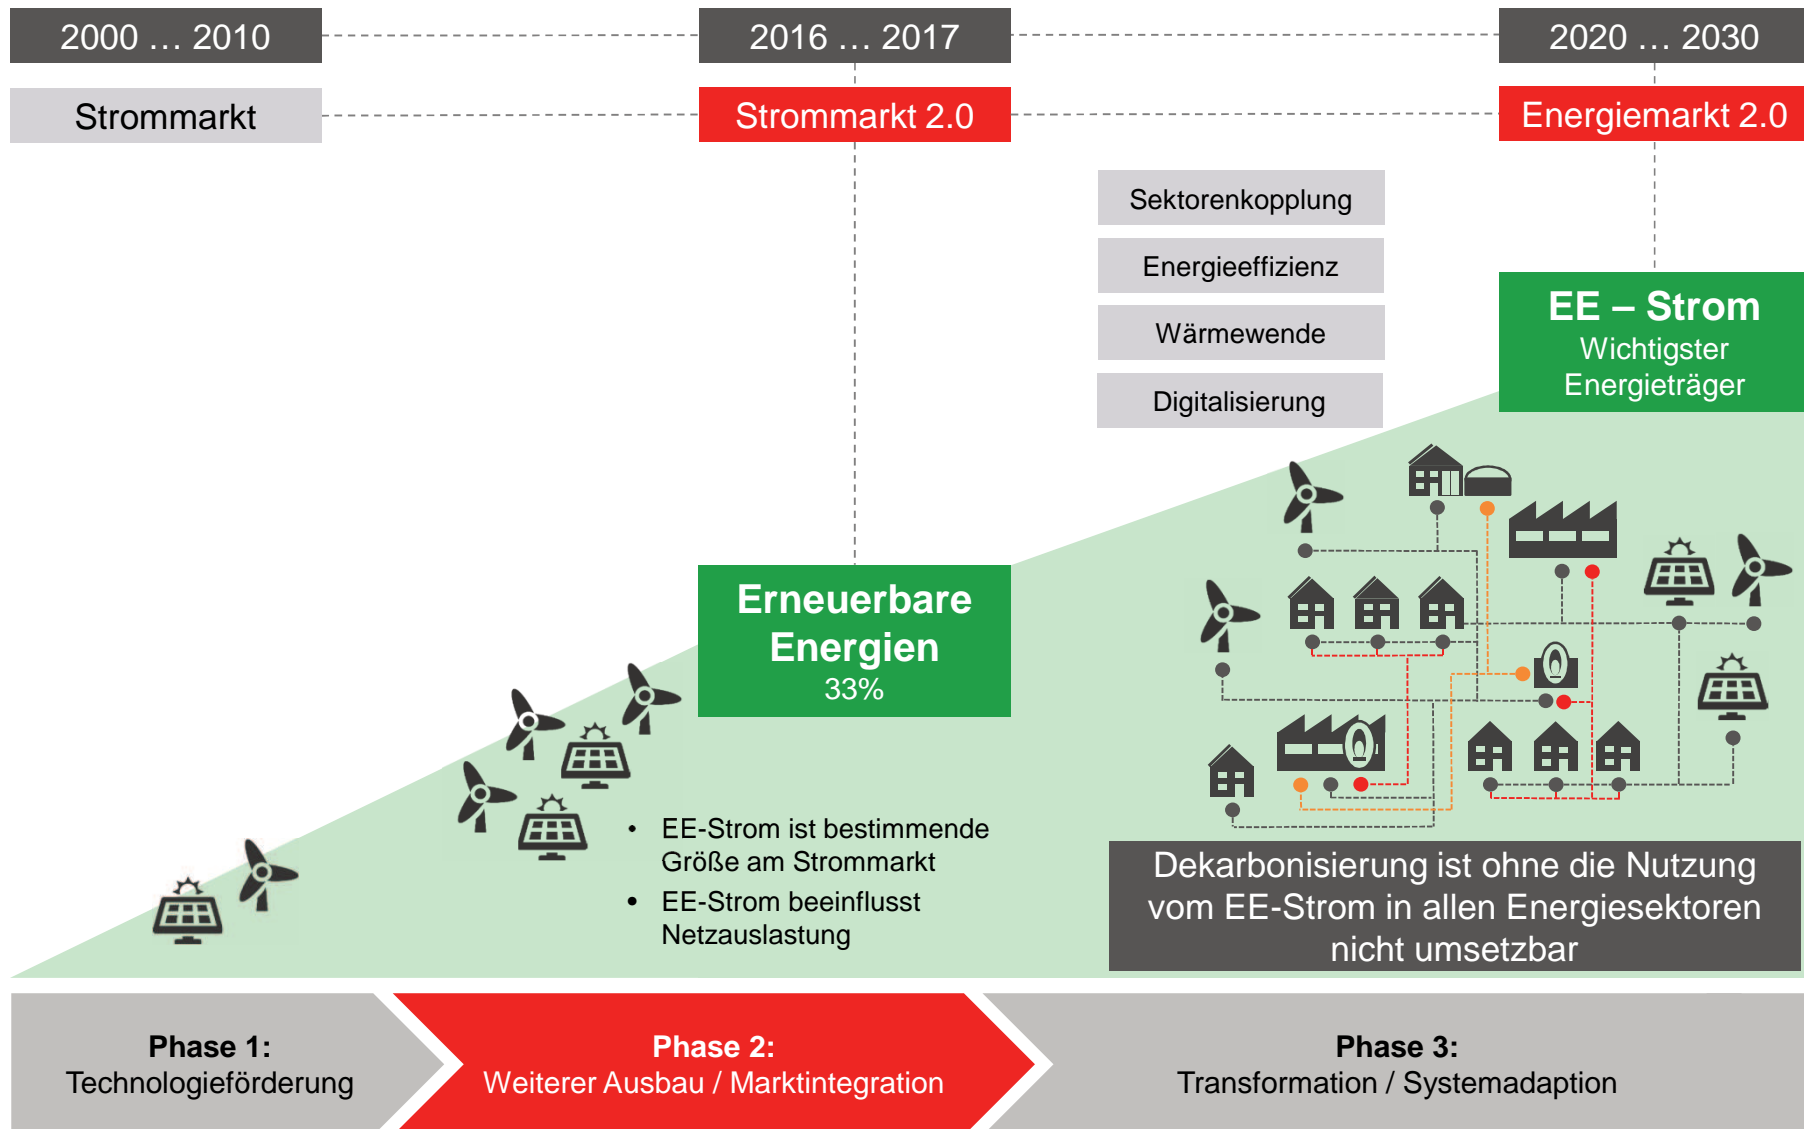 2000 … 2010
2016 … 2017
2020 … 2030
Strommarkt
Strommarkt 2.0
Energiemarkt 2.0
Sektorenkopplung
Energieeffizienz
Wärmewende
Digitalisierung
EE – Strom
Wichtigster
Energieträger
Erneuerbare
Energien
33%
• EE-Strom ist bestimmende
Größe am Strommarkt
• EE-Strom beeinflusst
Netzauslastung
Dekarbonisierung ist ohne die Nutzung
vom EE-Strom in allen Energiesektoren
nicht umsetzbar
Phase 1:
Technologieförderung
Phase 2:
Weiterer Ausbau / Marktintegration
Phase 3:
Transformation / Systemadaption